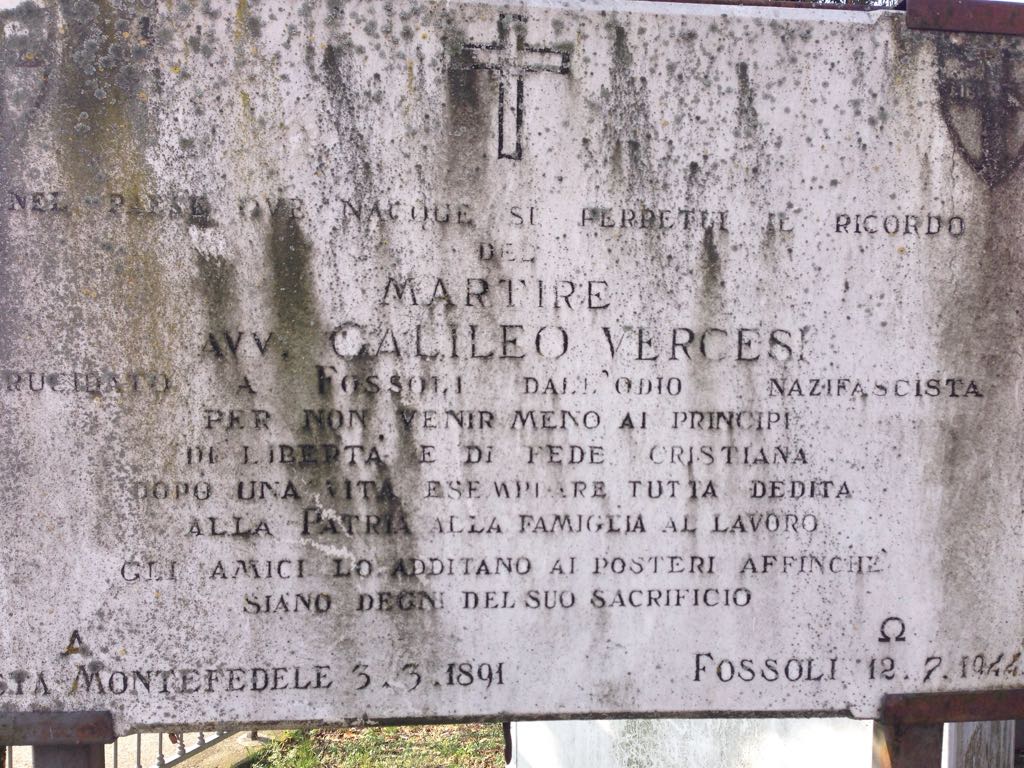 NEL PAESE OVE NACQUE SI PERPETUI IL RICORDO
DEL
MARTIRE
AVV. GALILEO VERCESI
RUCIDATO A FOSSOLI DALL'ODIO NAZIFASCISTA
PER NON VENIR MENO AI PRINCIPI
DI LIBERTA E DI FEDE CRISTIANA
DOPO UNA VITA ESEMPLARE TUTTA DEDITA
ALLA PATRIA ALLA FAMIGLIA AL LAVORO
GLI AMICI LO ADDITANO AI POSTERI AFFINCHÈ
SIANO DEGNI DEL SUO SACRIFICIO
A Ω
STA MONTEFEDELE 3.3.1891 FOSSOLI 12.7.1944